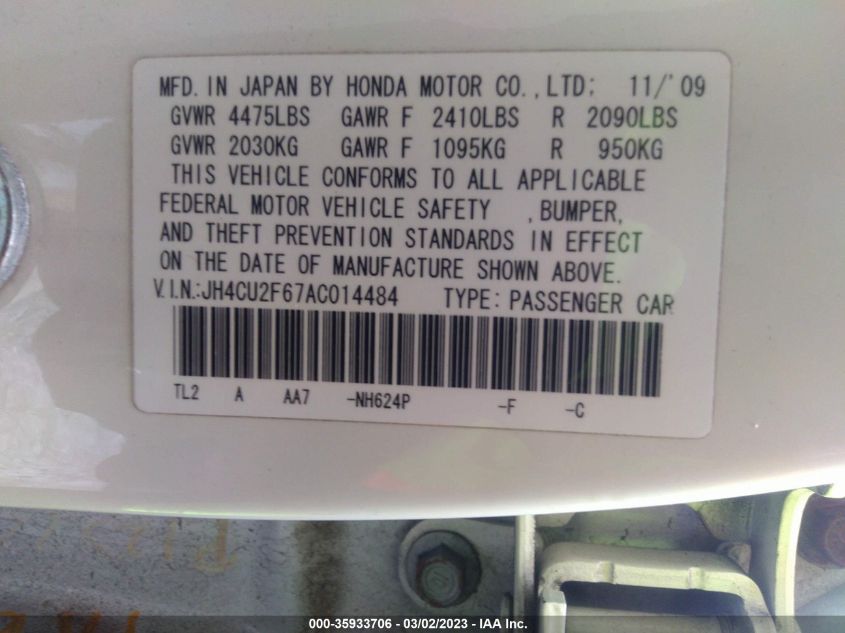 MFD. IN JAPAN BY HONDA MOTOR CO., LTD; 11/'09
GVWR 4475LBS GAWR F 2410LBS R 2090LBS
GVWR 2030KG GAWR F 1095KG R 950KG
THIS VEHICLE CONFORMS TO ALL APPLICABLE
FEDERAL MOTOR VEHICLE SAFETY , BUMPER,
AND THEFT PREVENTION STANDARDS IN EFFECT
ON THE DATE OF MANUFACTURE SHOWN ABOVE.
V.I.N.:JH4CU2F67AC014484 TYPE: PASSENGER CAR
TL2 A AA7 -NH624P -F -C
000-35933706 - 03/02/2023 - IAA Inc.